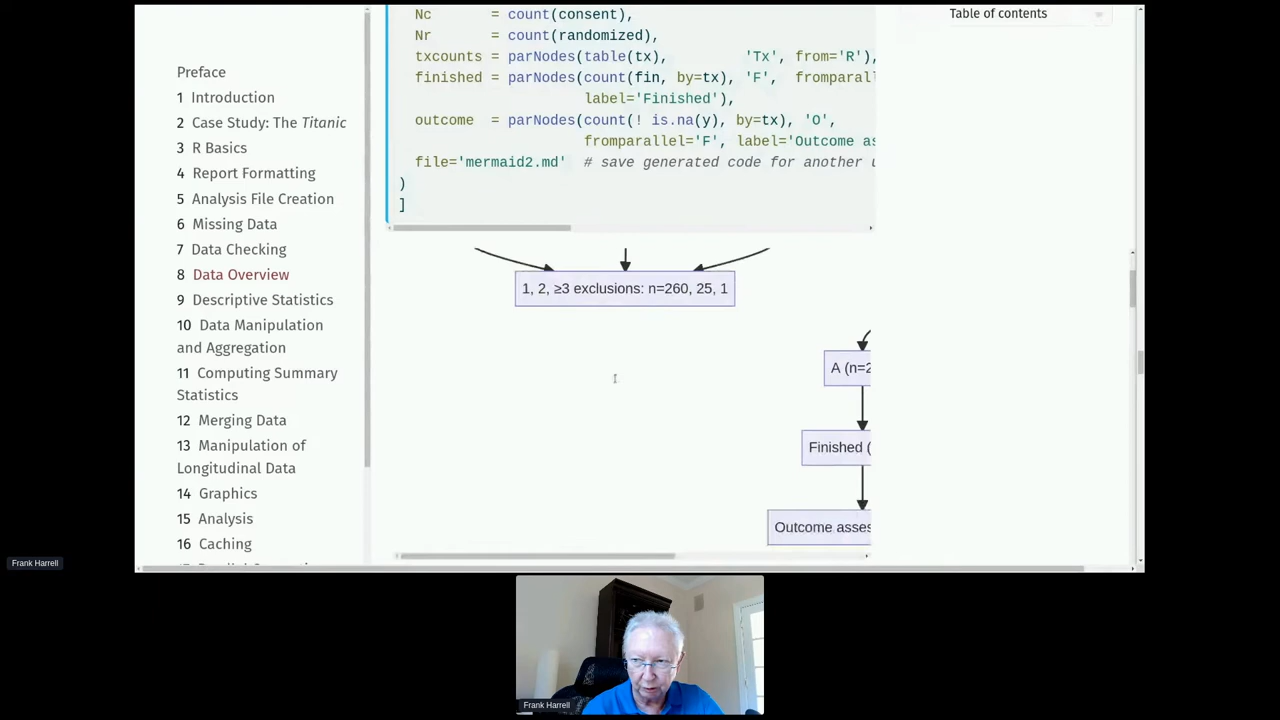 Table of contents
Preface
1 Introduction
2 Case Study: The Titanic
3 R Basics
4 Report Formatting
5 Analysis File Creation
6 Missing Data
7 Data Checking
8 Data Overview
9 Descriptive Statistics
10 Data Manipulation
and Aggregation
11 Computing Summary
Statistics
12 Merging Data
13 Manipulation of
Longitudinal Data
14 Graphics
15 Analysis
16 Caching
Nc = count(consent),
Nr = count(randomized),
txcounts = parNodes(table(tx), 'Tx', from='R'),
finished = parNodes(count(fin, by=tx), 'F', fromparall
label='Finished'),
outcome = parNodes(count(! is.na(y), by=tx), 'O',
fromparallel='F', label='Outcome as
file='mermaid2.md' # save generated code for another u
)
]
1, 2, ≥3 exclusions: n=260, 25, 1
A (n=2
Finished (
Outcome asses
Frank Harrell
Frank Harrell